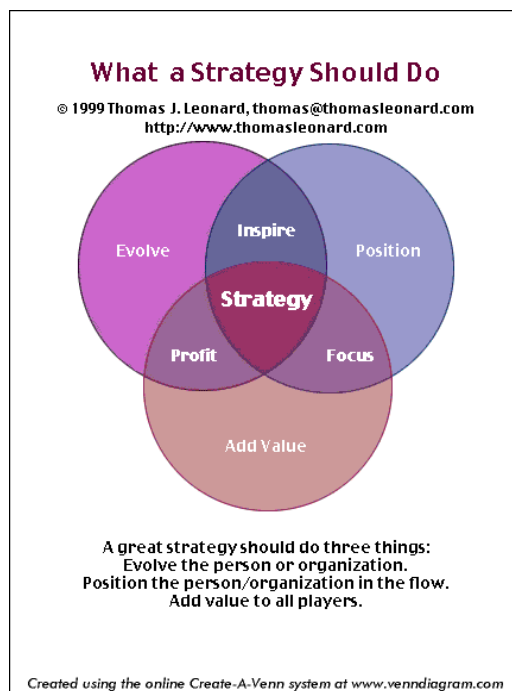 What a Strategy Should Do
© 1999 Thomas J. Leonard, thomas@thomasleonard.com
http://www.thomasleonard.com
Inspire
Evolve
Position
Strategy
Profit
Focus
Add Value
A great strategy should do three things:
Evolve the person or organization.
Position the person/organization in the flow.
Add value to all players.
Created using the online Create-A-Venn system at www.venndiagram.com